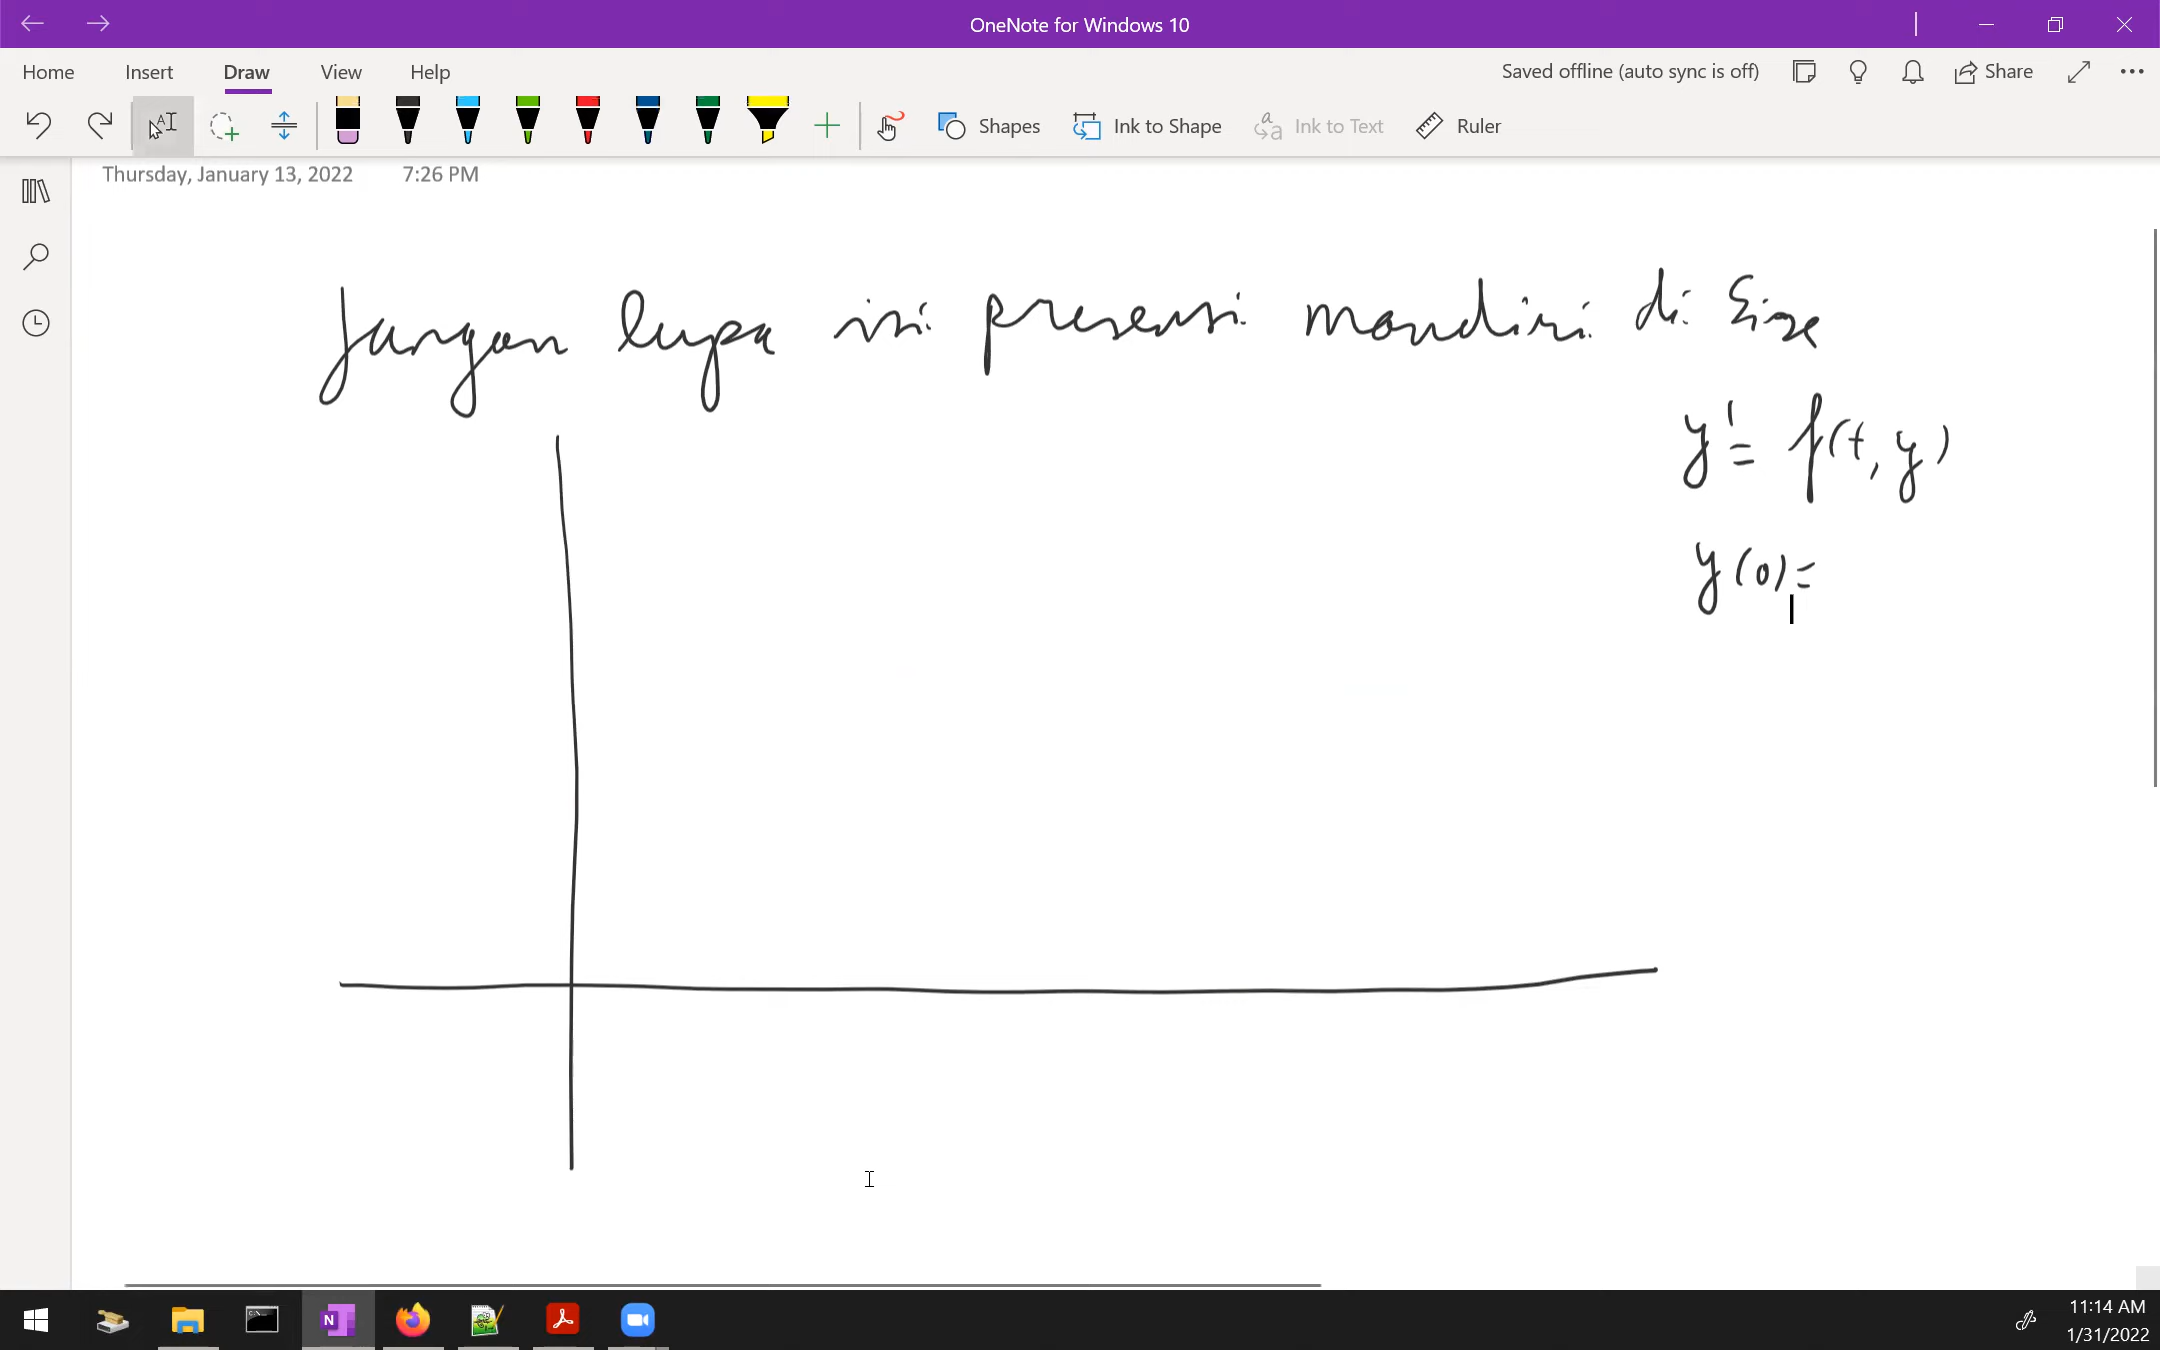 OneNote for Windows 10
Home Insert Draw View Help
Saved offline (auto sync is off) Share
Shapes Ink to Shape Ink to Text Ruler
Thursday, January 13, 2022 7:26 PM
Jangan lupa isi presensi mandiri di
y' = f(t, y)
y(0) =
11:14 AM
1/31/2022